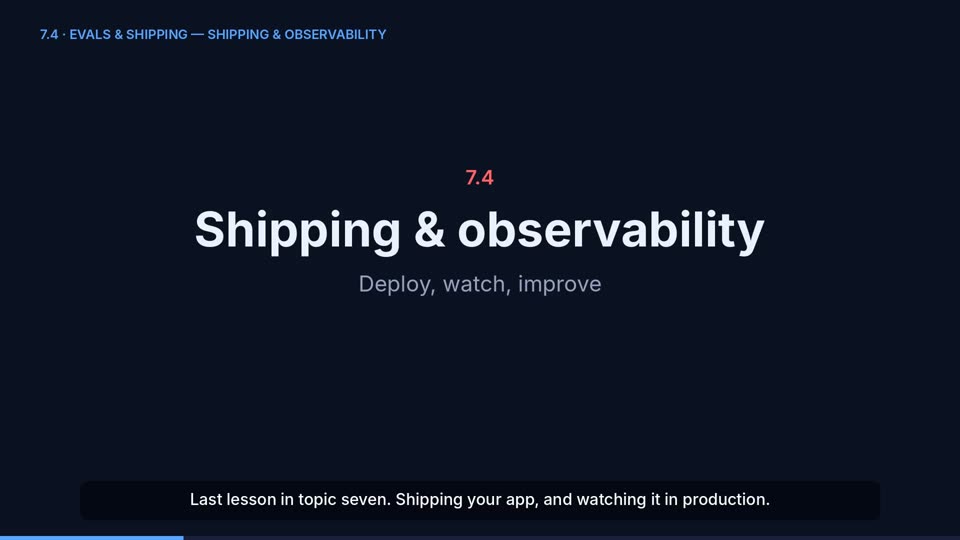 7.4 · EVALS & SHIPPING — SHIPPING & OBSERVABILITY
7.4
Shipping & observability
Deploy, watch, improve
Last lesson in topic seven. Shipping your app, and watching it in production.